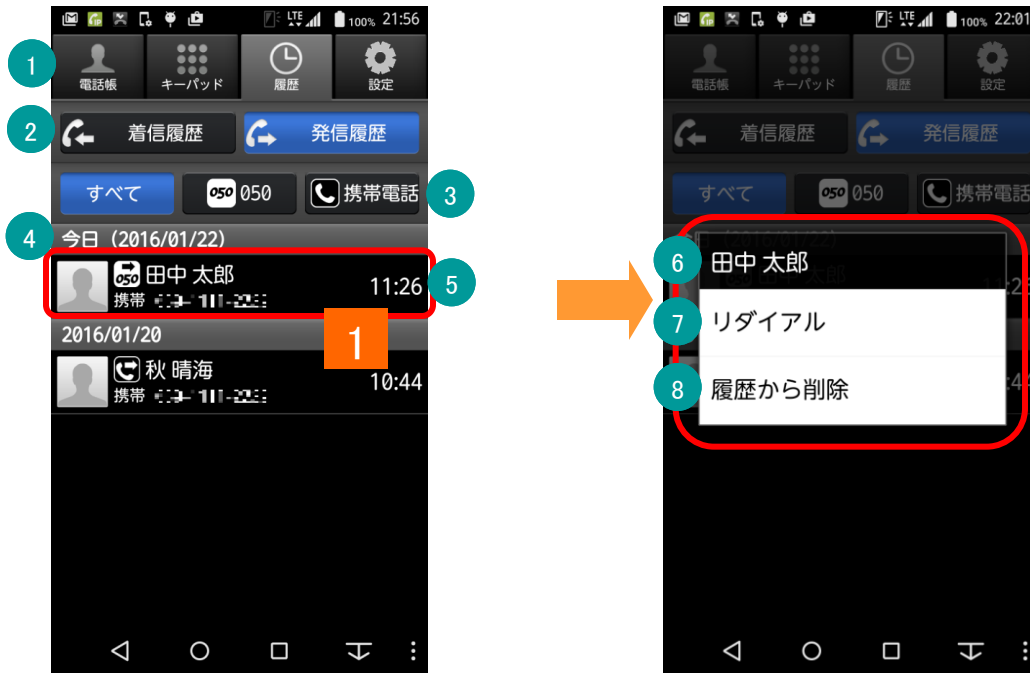 LTE 100% 21:56
1 電話帳 キーパッド 履歴 設定
2 着信履歴 発信履歴
すべて 050 050 携帯電話 3
4 今日 (2016/01/22)
050 田中 太郎
携帯
11:26 5
2016/01/20
1
秋 晴海
携帯
10:44
LTE 100% 22:01
電話帳 キーパッド 履歴 設定
着信履歴 発信履歴
すべて 050 050 携帯電話
6 田中 太郎
7 リダイアル
8 履歴から削除